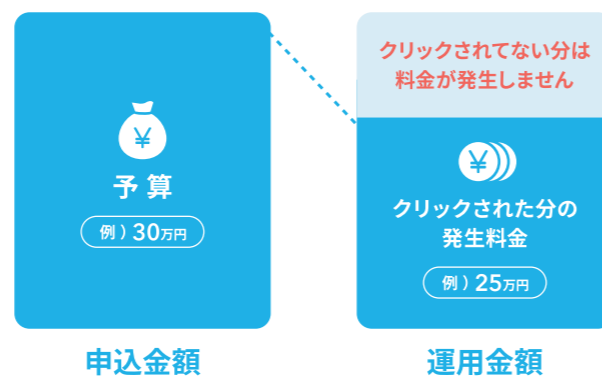 ¥
予算
例）30万円
申込金額
クリックされてない分は
料金が発生しません
¥
クリックされた分の
発生料金
例）25万円
運用金額